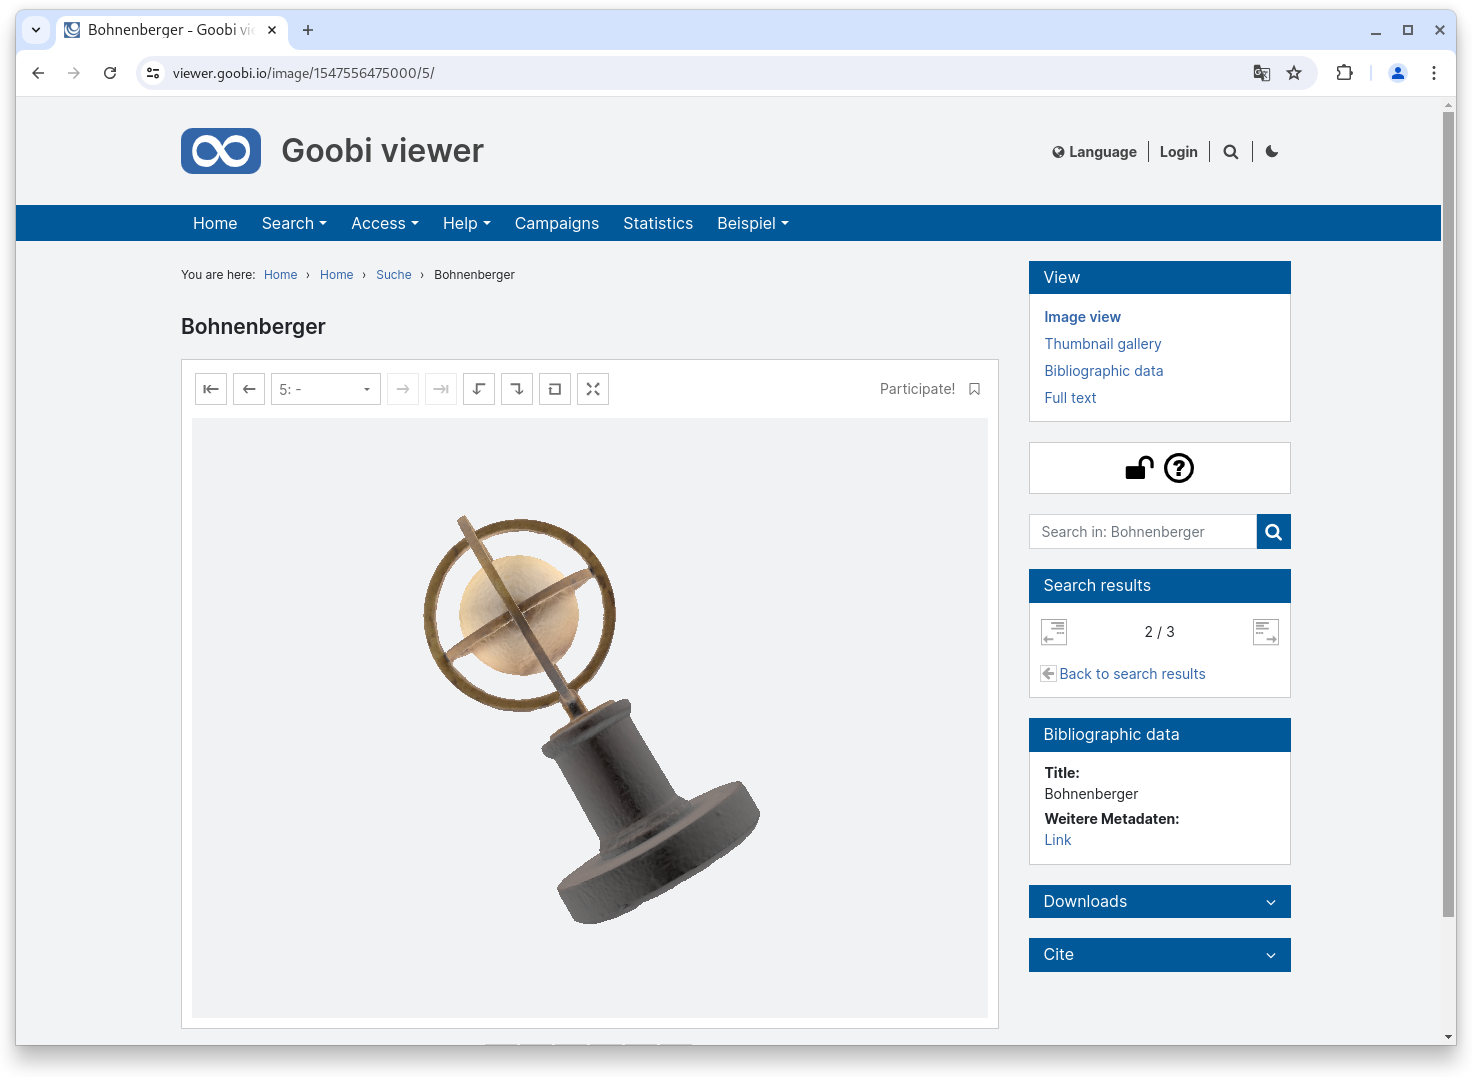 Bohnenberger - Goobi vi
viewer.goobi.io/image/1547556475000/5/
Goobi viewer
Language
Login
Home
Search
Access
Help
Campaigns
Statistics
Beispiel
You are here: Home › Home › Suche › Bohnenberger
Bohnenberger
5: -
Participate!
View
Image view
Thumbnail gallery
Bibliographic data
Full text
Search in: Bohnenberger
Search results
2 / 3
Back to search results
Bibliographic data
Title:
Bohnenberger
Weitere Metadaten:
Link
Downloads
Cite